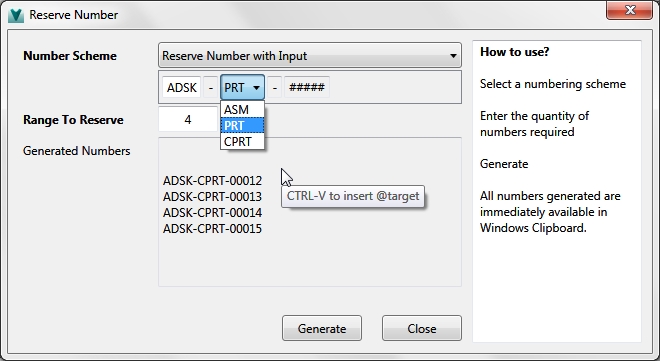 Reserve Number
Number Scheme
Reserve Number with Input
ADSK - PRT - #####
ASM
PRT
CPRT
Range To Reserve
4
Generated Numbers
ADSK-CPRT-00012
ADSK-CPRT-00013
ADSK-CPRT-00014
ADSK-CPRT-00015
CTRL-V to insert @target
Generate
Close
How to use?
Select a numbering scheme
Enter the quantity of
numbers required
Generate
All numbers generated are
immediately available in
Windows Clipboard.